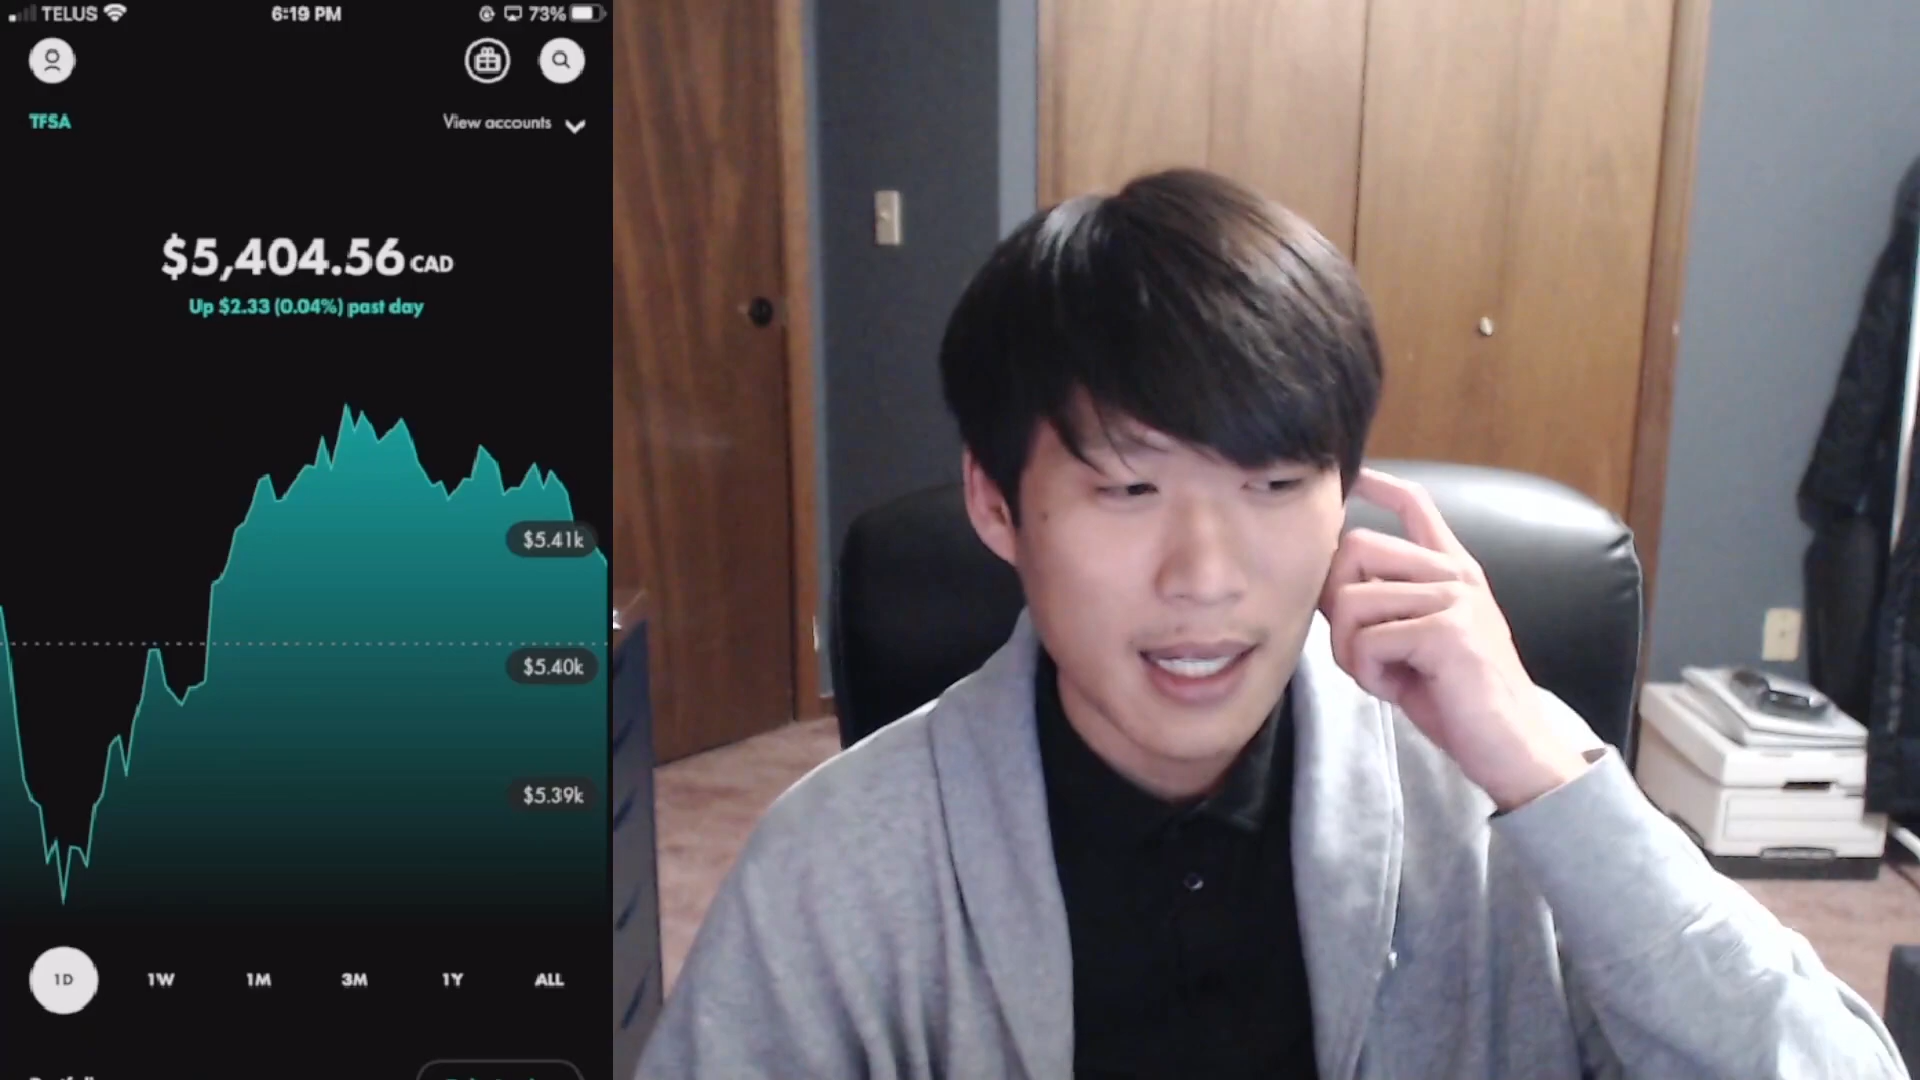 TELUS 6:19 PM 73%
TFSA View accounts
$5,404.56 CAD
Up $2.33 (0.04%) past day
$5.41k
$5.40k
$5.39k
1D 1W 1M 3M 1Y ALL